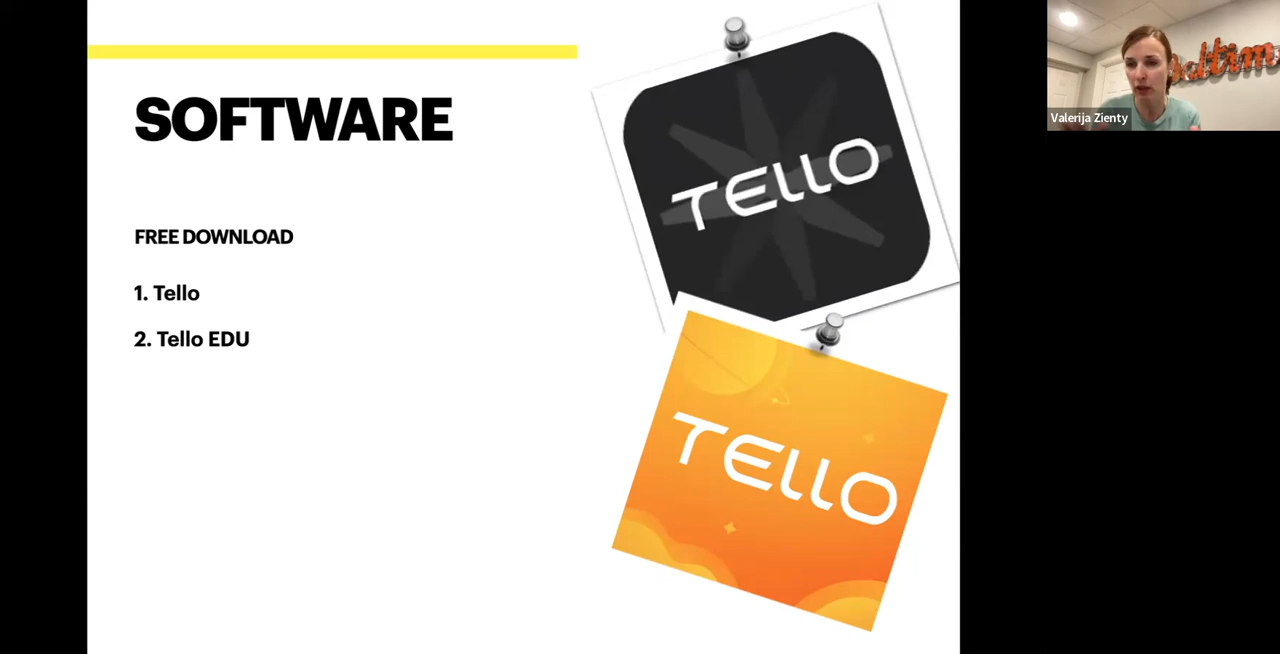 SOFTWARE
FREE DOWNLOAD
1. Tello
2. Tello EDU
TELLO
TELLO
Valerija Zienty